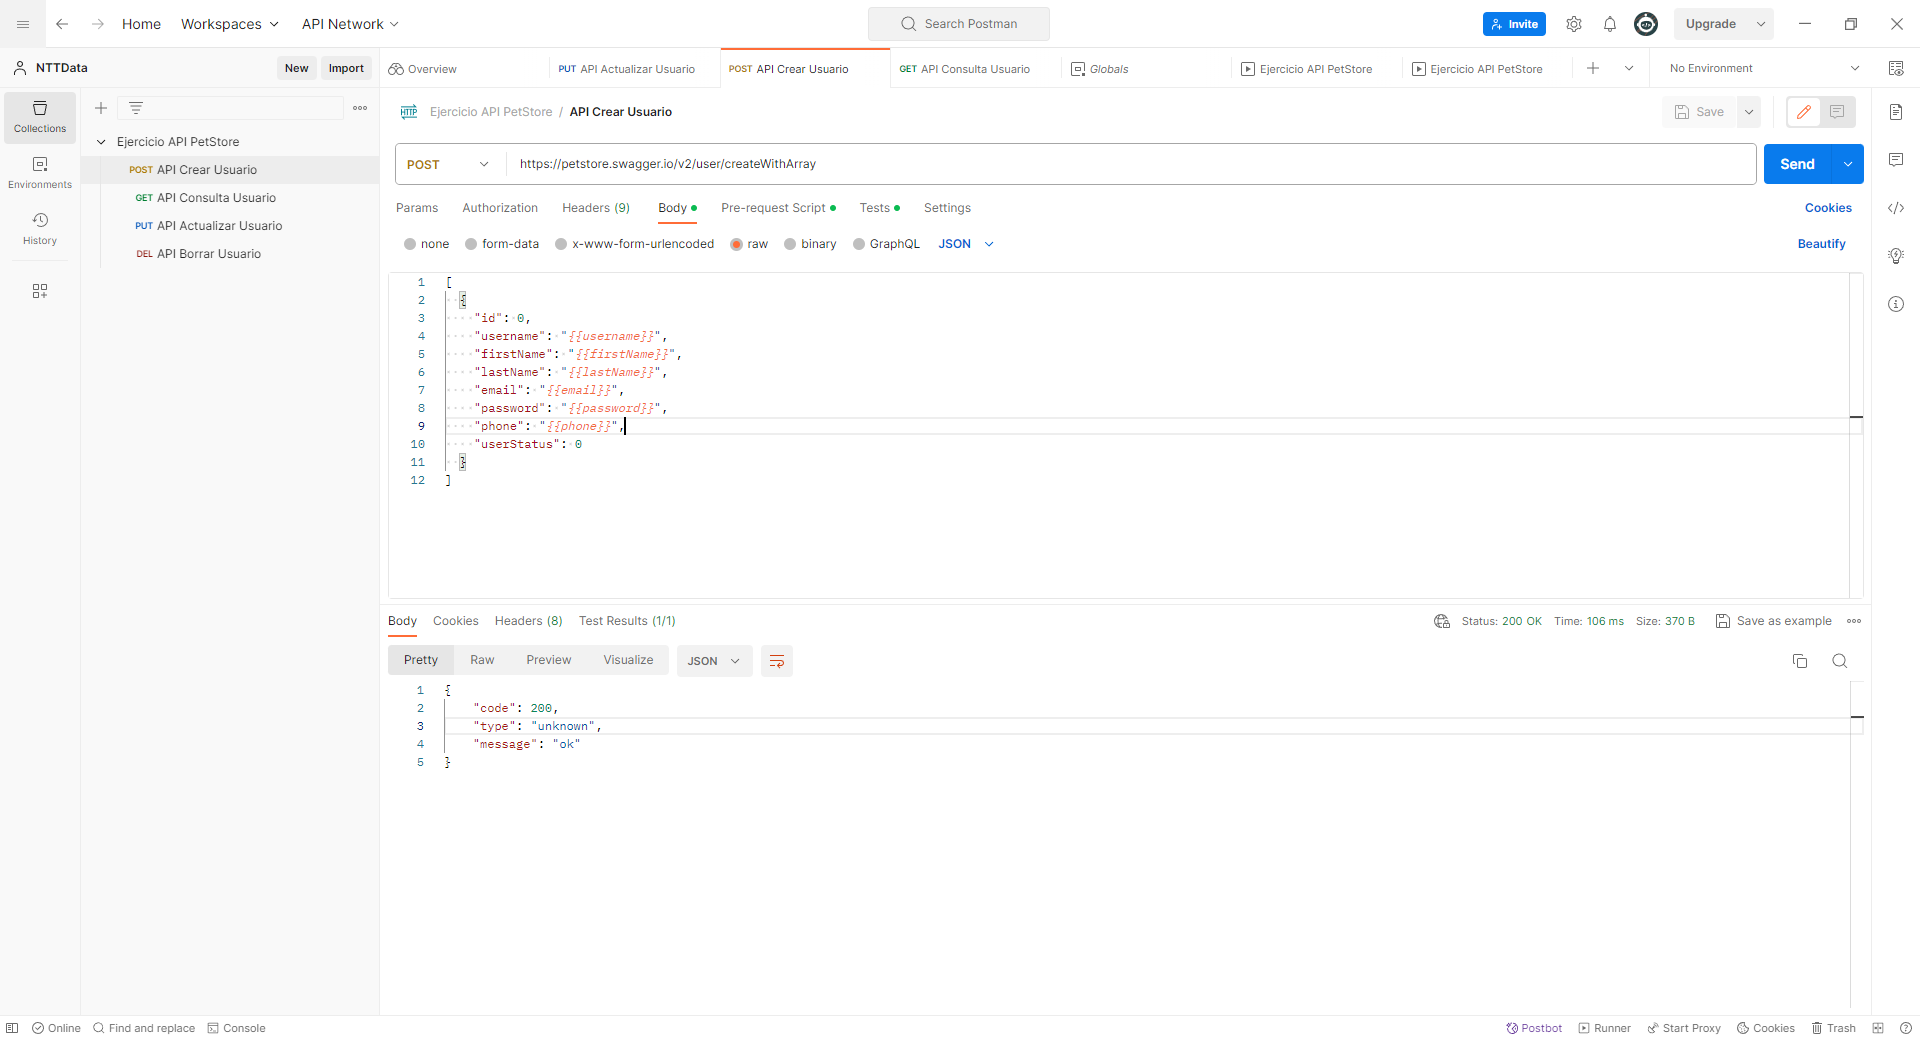 Home Workspaces API Network Search Postman Invite Upgrade
NTTData New Import Overview PUT API Actualizar Usuario POST API Crear Usuario GET API Consulta Usuario Globals Ejercicio API PetStore Ejercicio API PetStore No Environment
Collections
Environments
History
Ejercicio API PetStore
POST API Crear Usuario
GET API Consulta Usuario
PUT API Actualizar Usuario
DEL API Borrar Usuario
HTTP Ejercicio API PetStore / API Crear Usuario Save
POST https://petstore.swagger.io/v2/user/createWithArray Send
Params Authorization Headers (9) Body Pre-request Script Tests Settings Cookies
none form-data x-www-form-urlencoded raw binary GraphQL JSON Beautify
1 [
2 {
3 "id": 0,
4 "username": "{{username}}",
5 "firstName": "{{firstName}}",
6 "lastName": "{{lastName}}",
7 "email": "{{email}}",
8 "password": "{{password}}",
9 "phone": "{{phone}}",
10 "userStatus": 0
11 }
12 ]
Body Cookies Headers (8) Test Results (1/1) Status: 200 OK Time: 106 ms Size: 370 B Save as example
Pretty Raw Preview Visualize JSON
1 {
2 "code": 200,
3 "type": "unknown",
4 "message": "ok"
5 }
Online Find and replace Console Postbot Runner Start Proxy Cookies Trash